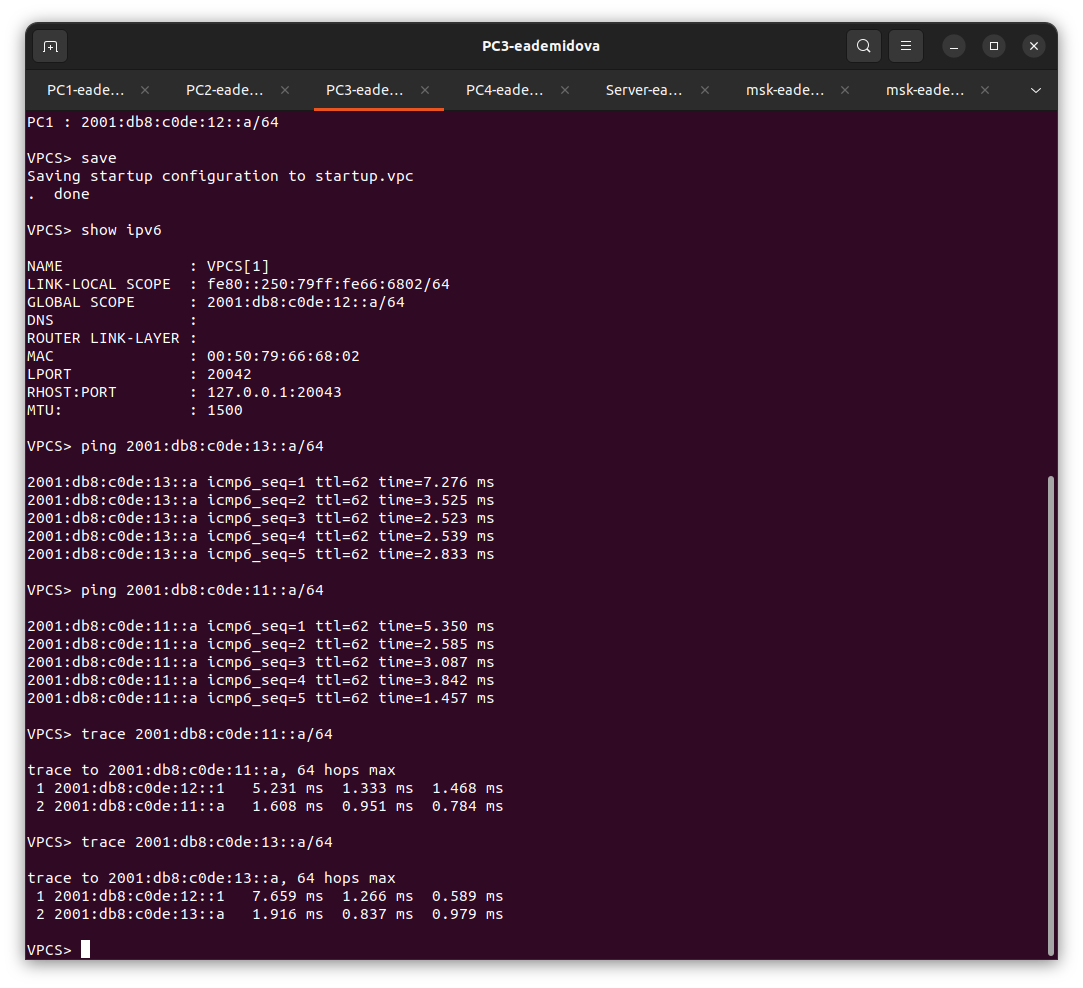 PC3-eademidova
PC1-eade... PC2-eade... PC3-eade... PC4-eade... Server-ea... msk-eade... msk-eade...
PC1 : 2001:db8:c0de:12::a/64
VPCS> save
Saving startup configuration to startup.vpc
.  done
VPCS> show ipv6
NAME              : VPCS[1]
LINK-LOCAL SCOPE  : fe80::250:79ff:fe66:6802/64
GLOBAL SCOPE      : 2001:db8:c0de:12::a/64
DNS               :
ROUTER LINK-LAYER :
MAC               : 00:50:79:66:68:02
LPORT             : 20042
RHOST:PORT        : 127.0.0.1:20043
MTU:              : 1500
VPCS> ping 2001:db8:c0de:13::a/64
2001:db8:c0de:13::a icmp6_seq=1 ttl=62 time=7.276 ms
2001:db8:c0de:13::a icmp6_seq=2 ttl=62 time=3.525 ms
2001:db8:c0de:13::a icmp6_seq=3 ttl=62 time=2.523 ms
2001:db8:c0de:13::a icmp6_seq=4 ttl=62 time=2.539 ms
2001:db8:c0de:13::a icmp6_seq=5 ttl=62 time=2.833 ms
VPCS> ping 2001:db8:c0de:11::a/64
2001:db8:c0de:11::a icmp6_seq=1 ttl=62 time=5.350 ms
2001:db8:c0de:11::a icmp6_seq=2 ttl=62 time=2.585 ms
2001:db8:c0de:11::a icmp6_seq=3 ttl=62 time=3.087 ms
2001:db8:c0de:11::a icmp6_seq=4 ttl=62 time=3.842 ms
2001:db8:c0de:11::a icmp6_seq=5 ttl=62 time=1.457 ms
VPCS> trace 2001:db8:c0de:11::a/64
trace to 2001:db8:c0de:11::a, 64 hops max
 1 2001:db8:c0de:12::1   5.231 ms  1.333 ms  1.468 ms
 2 2001:db8:c0de:11::a   1.608 ms  0.951 ms  0.784 ms
VPCS> trace 2001:db8:c0de:13::a/64
trace to 2001:db8:c0de:13::a, 64 hops max
 1 2001:db8:c0de:12::1   7.659 ms  1.266 ms  0.589 ms
 2 2001:db8:c0de:13::a   1.916 ms  0.837 ms  0.979 ms
VPCS>